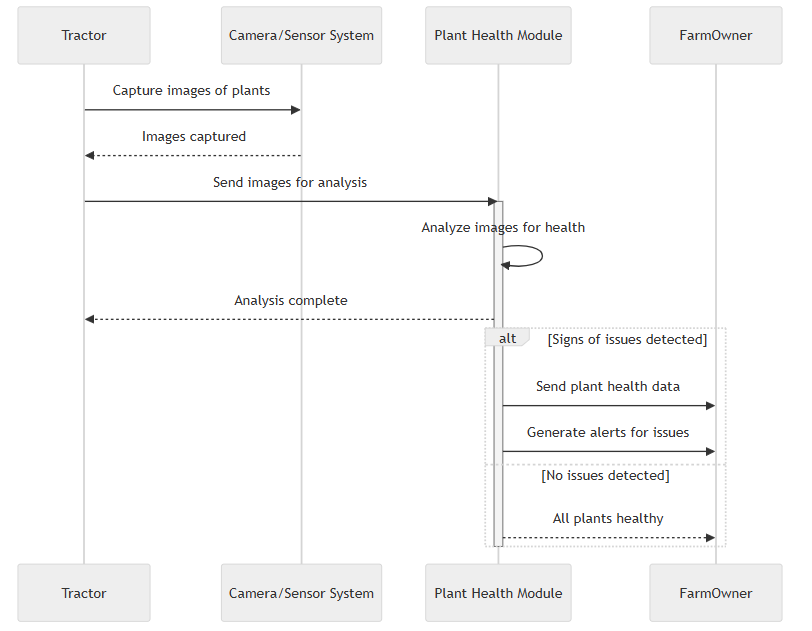 Tractor
Camera/Sensor System
Plant Health Module
FarmOwner
Capture images of plants
Images captured
Send images for analysis
Analyze images for health
Analysis complete
alt
[Signs of issues detected]
Send plant health data
Generate alerts for issues
[No issues detected]
All plants healthy
Tractor
Camera/Sensor System
Plant Health Module
FarmOwner